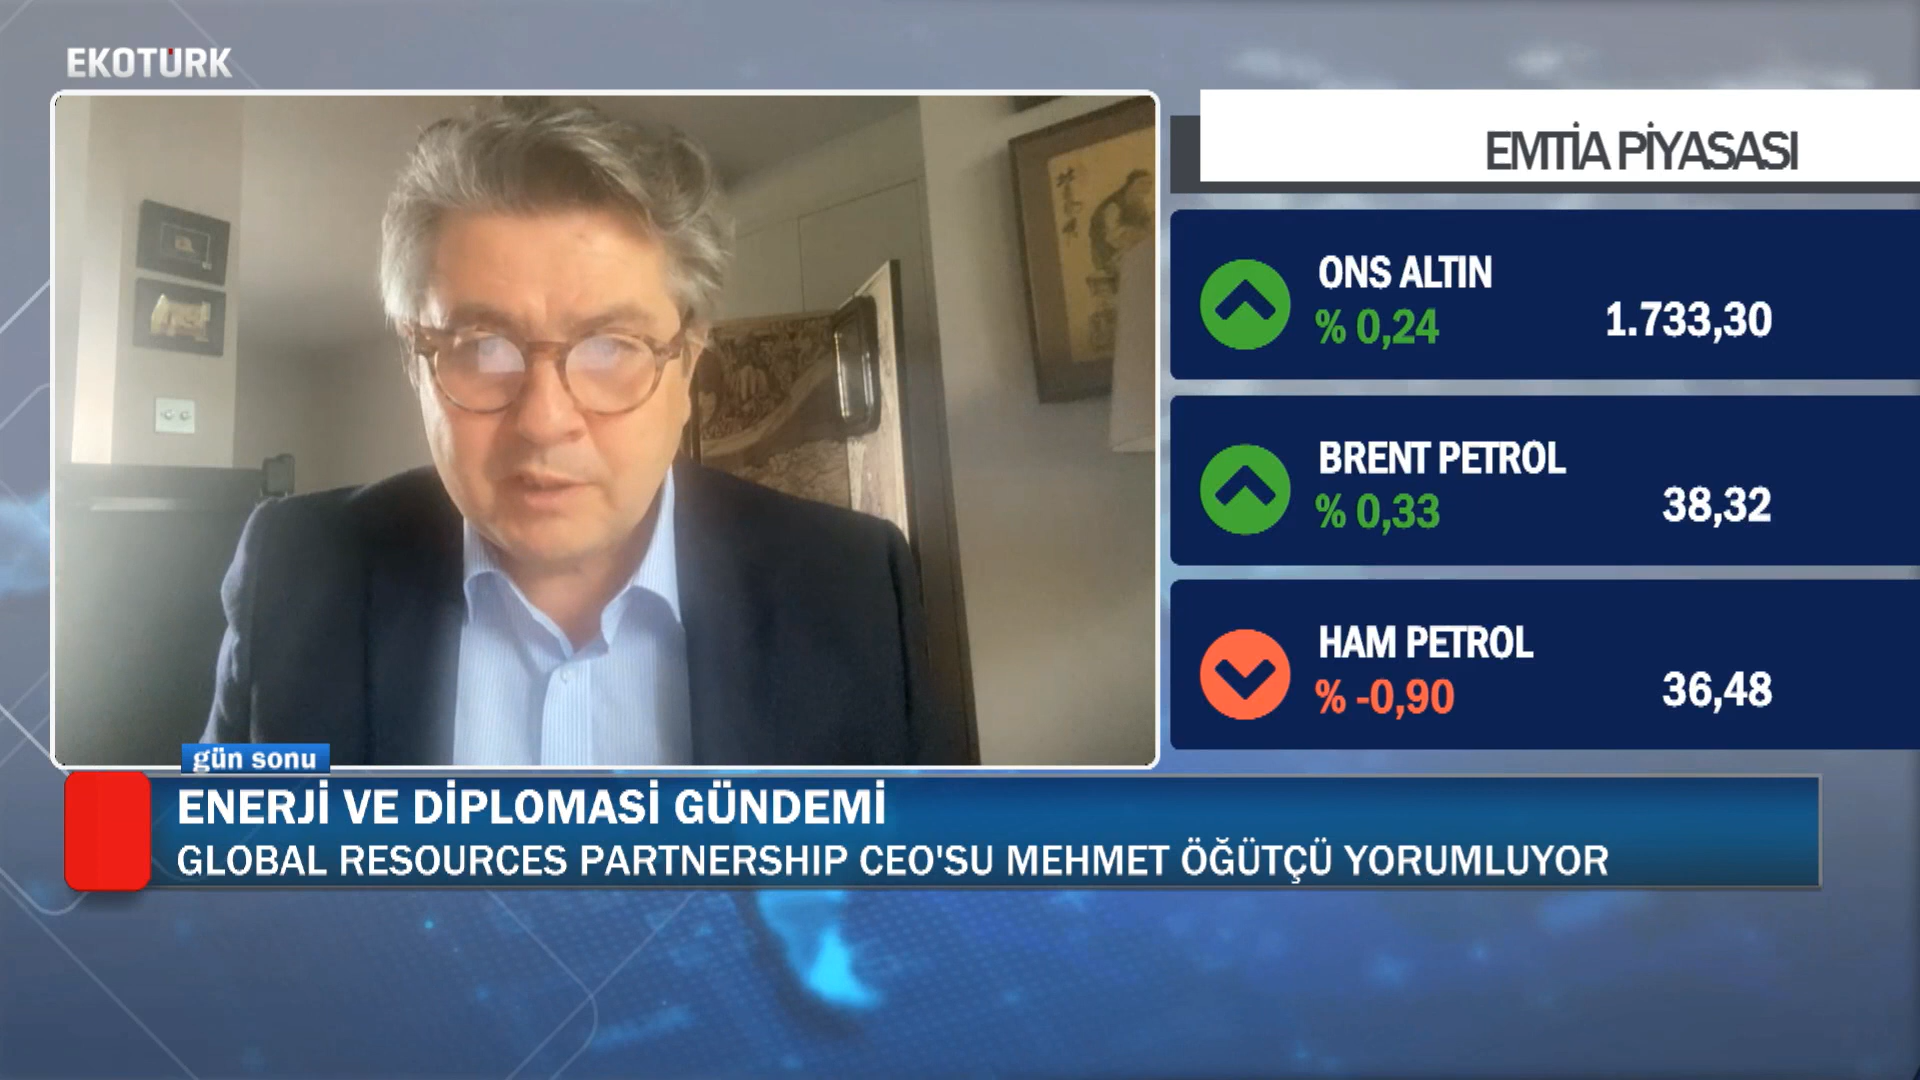 EKOTÜRK
EMTİA PİYASASI
ONS ALTIN
% 0,24
1.733,30
BRENT PETROL
% 0,33
38,32
HAM PETROL
% -0,90
36,48
gün sonu
ENERJİ VE DİPLOMASİ GÜNDEMİ
GLOBAL RESOURCES PARTNERSHIP CEO'SU MEHMET ÖĞÜTÇÜ YORUMLUYOR